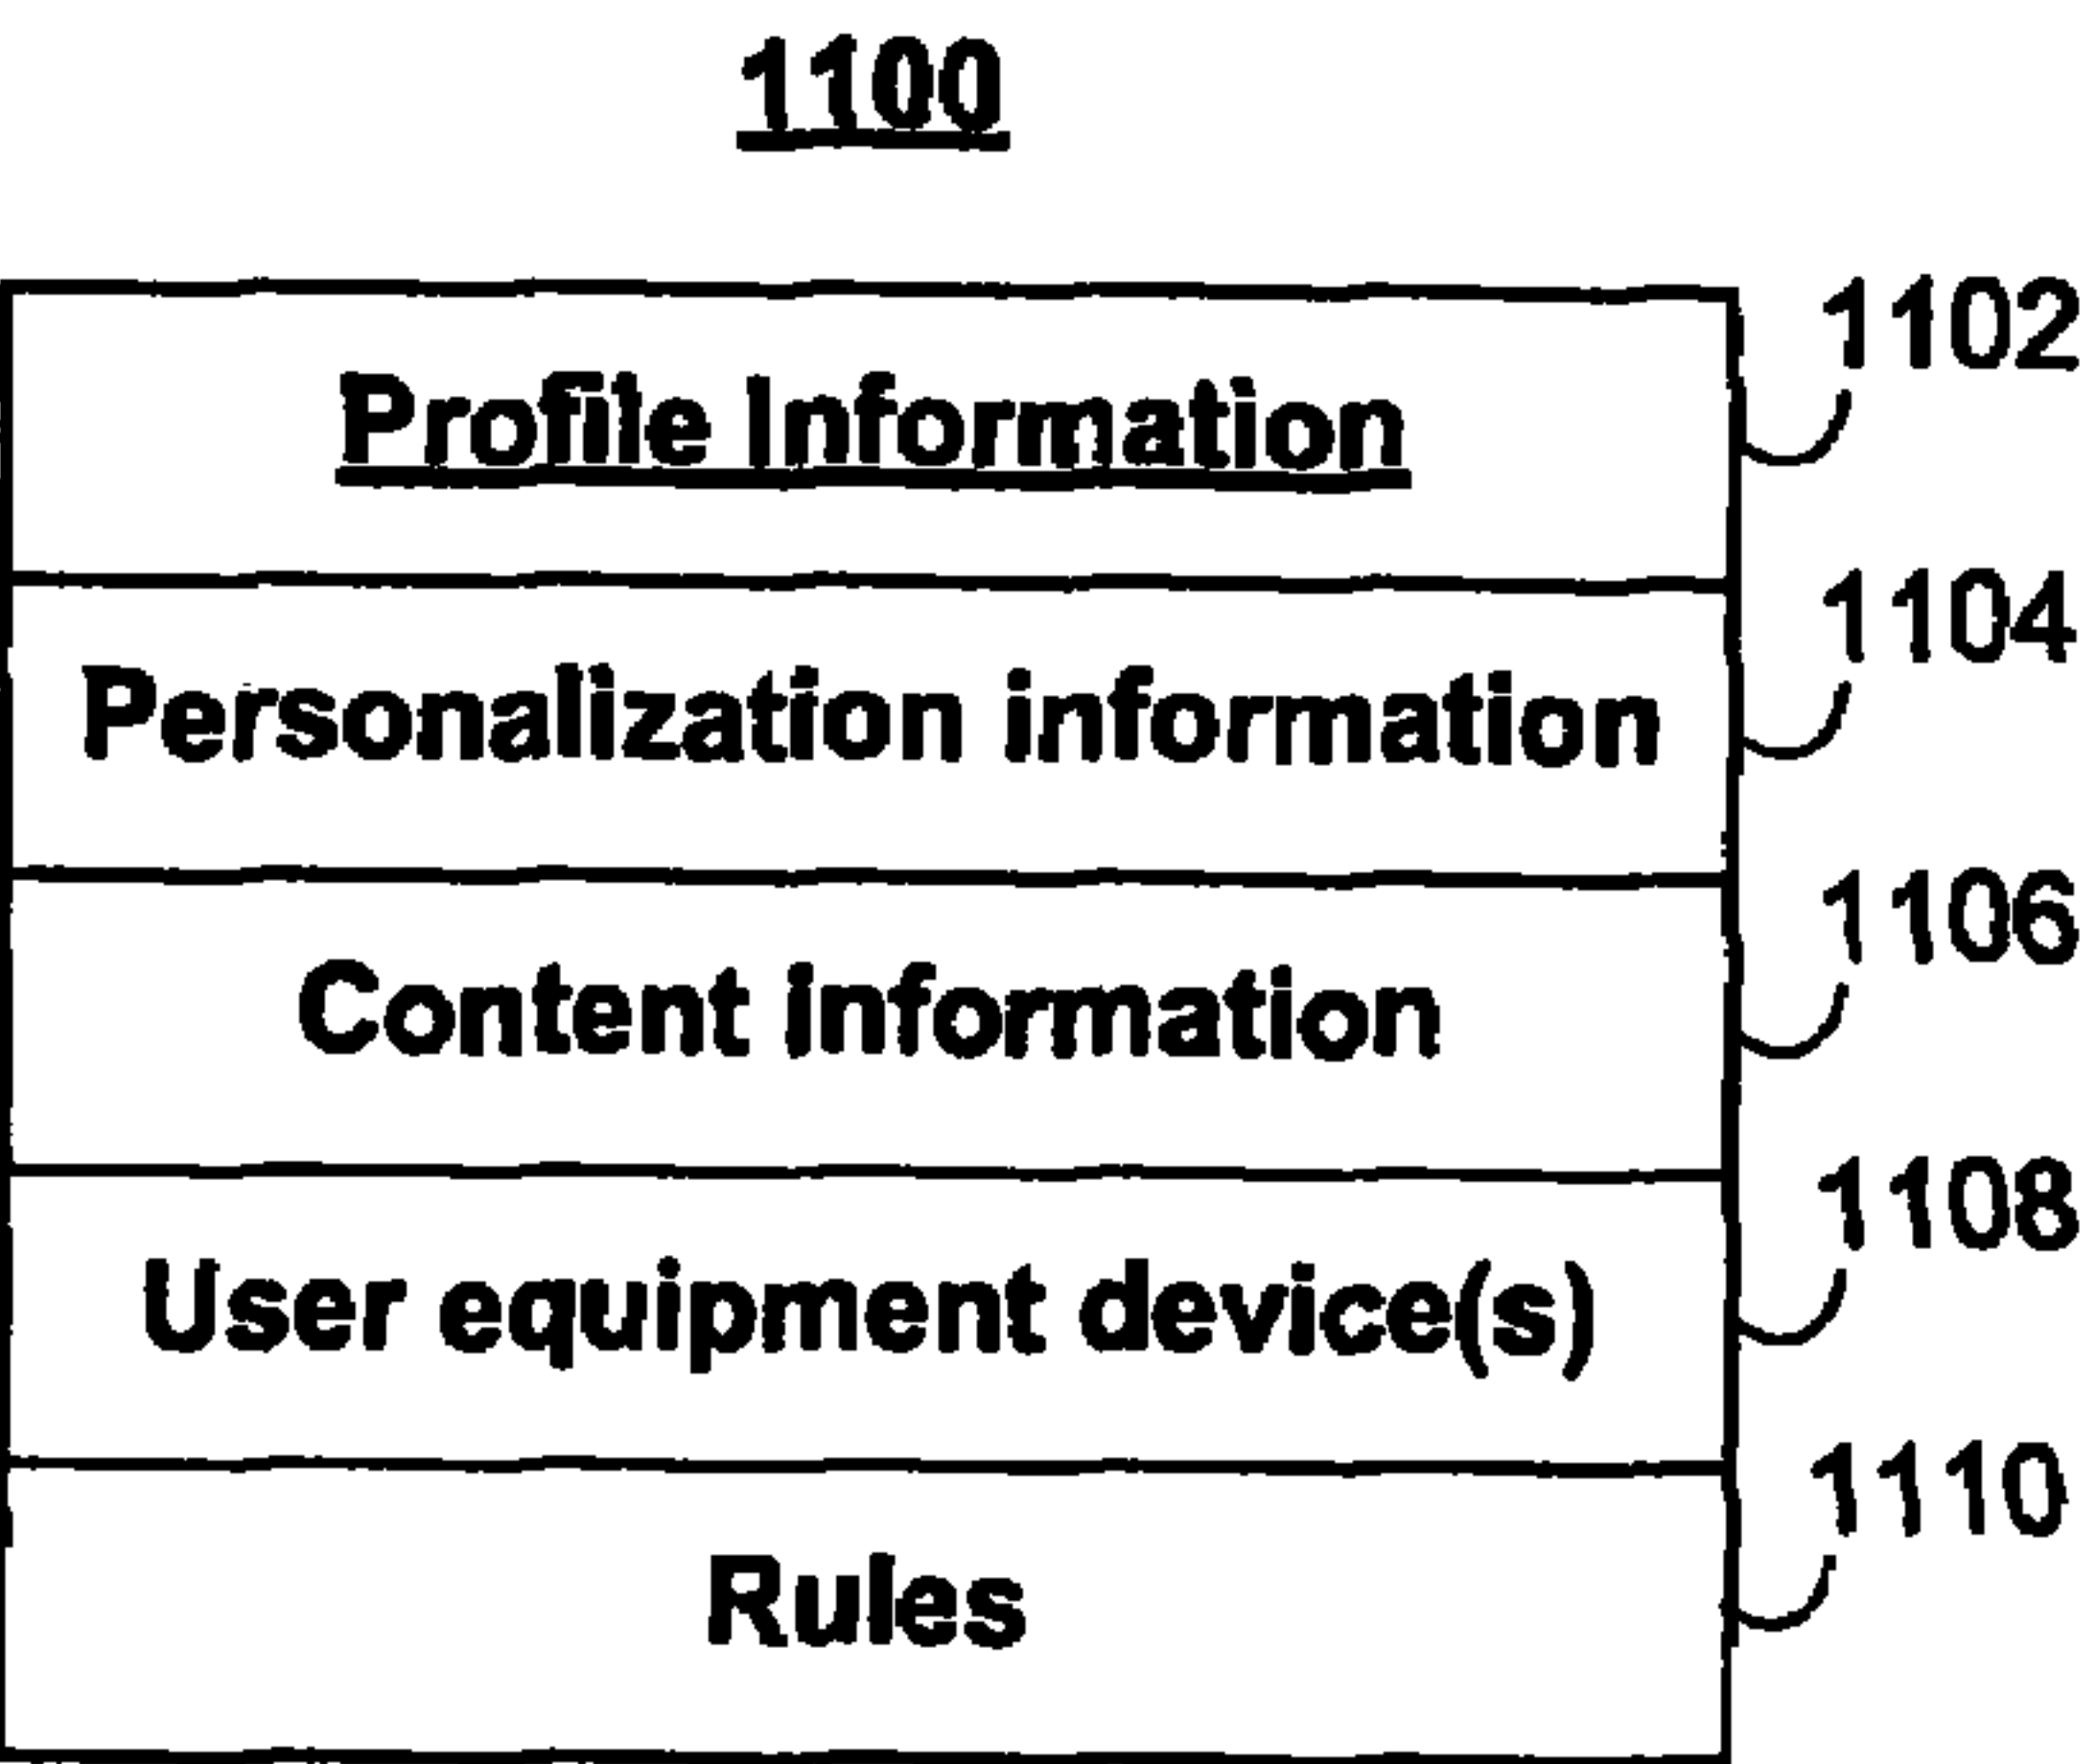 1100
Profile Information
1102
Personalization information
1104
Content information
1106
User equipment device(s)
1108
Rules
1110